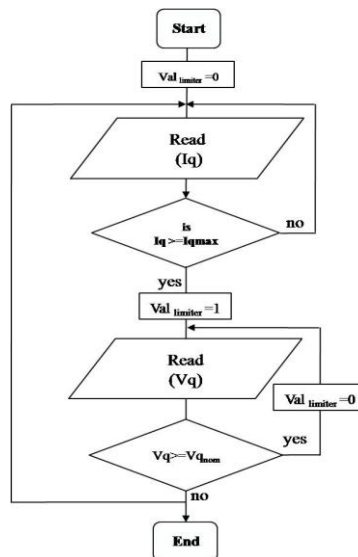 Start
Val limiter =0
Read
(Iq)
is
Iq >=Iqmax
no
yes
Val limiter =1
Read
(Vq)
Val limiter =0
Vq>=Vqnom
yes
no
End